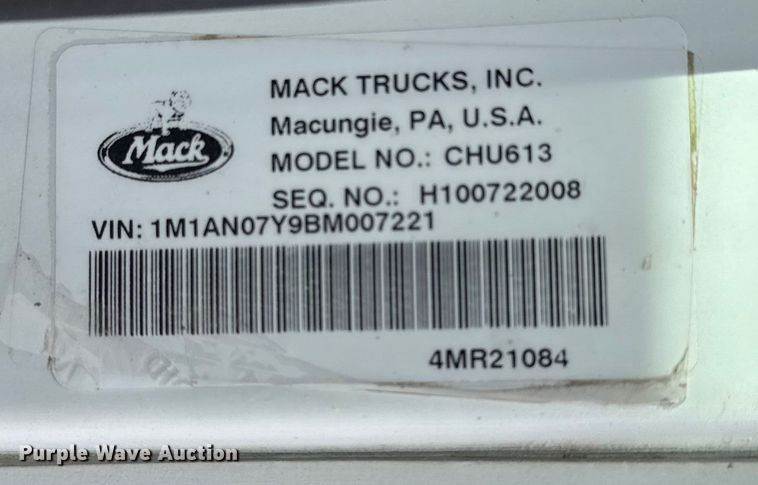 MACK TRUCKS, INC.
Mack
Macungie, PA, U.S.A.
MODEL NO.: CHU613
SEQ. NO.: H100722008
VIN: 1M1AN07Y9BM007221
4MR21084
Purple Wave Auction